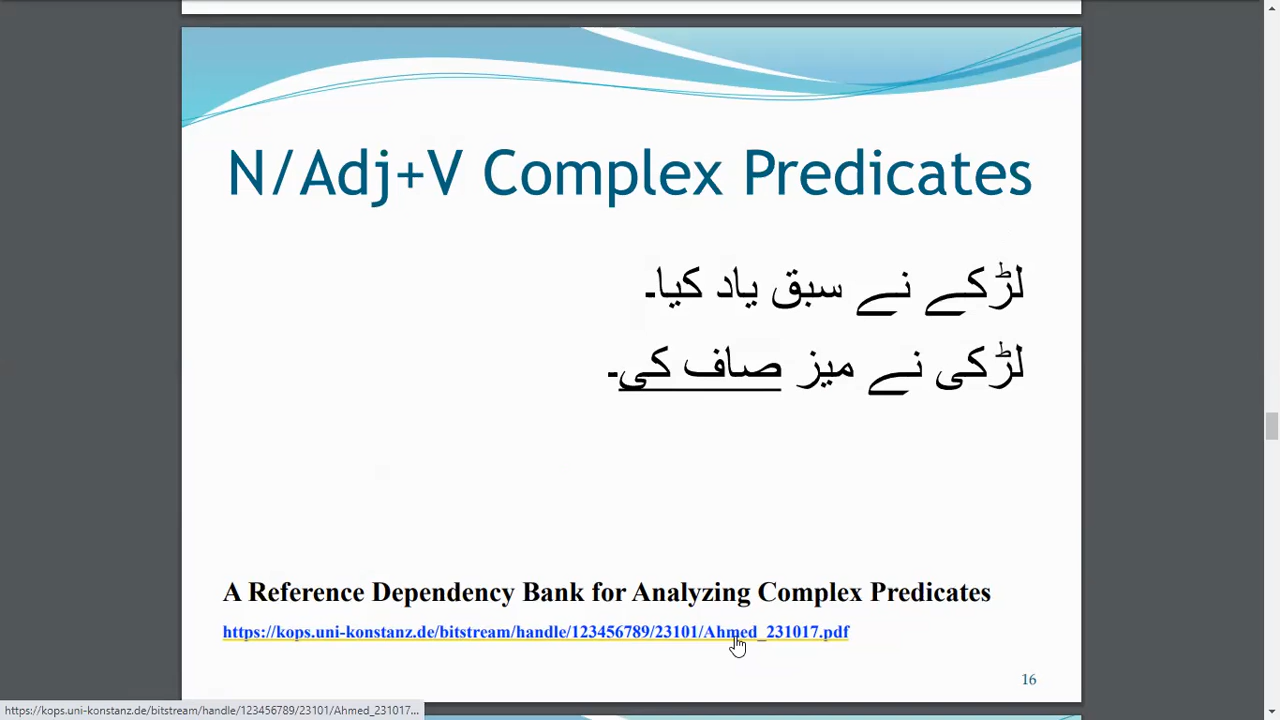 N/Adj+V Complex Predicates
لڑکے نے سبق یاد کیا۔
لڑکی نے میز صاف کی۔
A Reference Dependency Bank for Analyzing Complex Predicates
https://kops.uni-konstanz.de/bitstream/handle/123456789/23101/Ahmed_231017.pdf
16
https://kops.uni-konstanz.de/bitstream/handle/123456789/23101/Ahmed_231017...